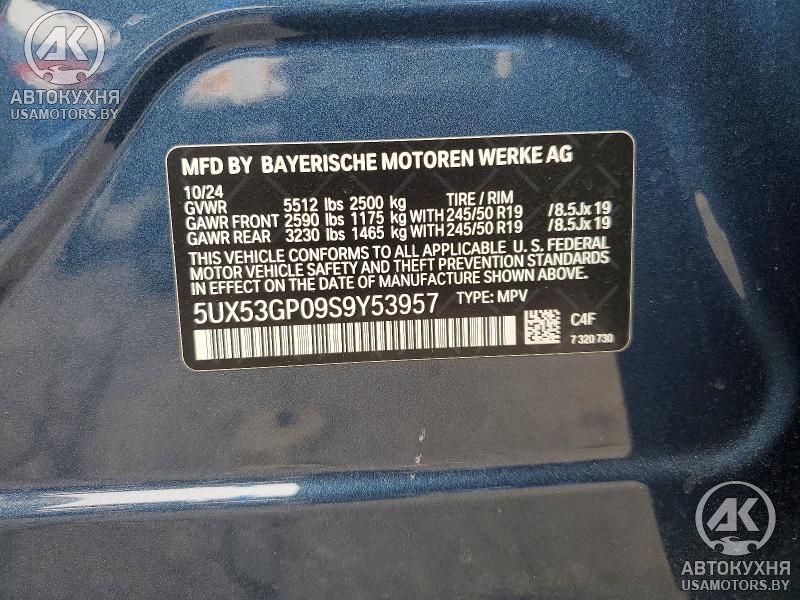 AK
АВТОКУХНЯ
USAMOTORS.BY
MFD BY BAYERISCHE MOTOREN WERKE AG
10/24
GVWR 5512 lbs 2500 kg TIRE / RIM
GAWR FRONT 2590 lbs 1175 kg WITH 245/50 R19 /8.5Jx19
GAWR REAR 3230 lbs 1465 kg WITH 245/50 R19 /8.5Jx19
THIS VEHICLE CONFORMS TO ALL APPLICABLE U. S. FEDERAL
MOTOR VEHICLE SAFETY AND THEFT PREVENTION STANDARDS
IN EFFECT ON THE DATE OF MANUFACTURE SHOWN ABOVE.
5UX53GP09S9Y53957 TYPE: MPV
C4F
7 320 730
AK
АВТОКУХНЯ
USAMOTORS.BY